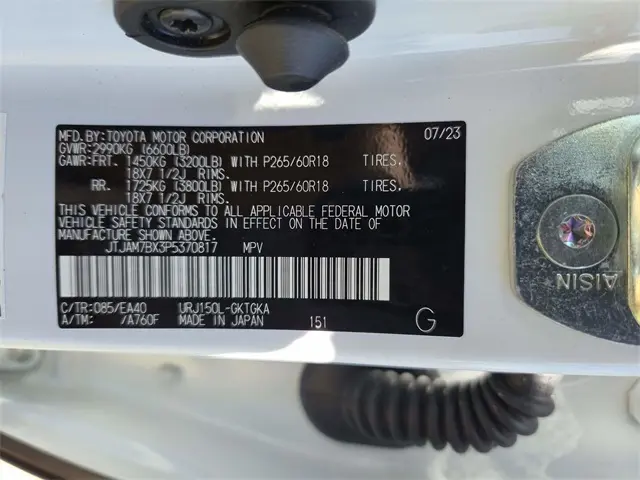 MFD.BY:TOYOTA MOTOR CORPORATION 07/23
GVWR:2990KG (6600LB)
GAWR:FRT. 1450KG (3200LB) WITH P265/60R18 TIRES,
18X7 1/2J RIMS.
RR. 1725KG (3800LB) WITH P265/60R18 TIRES,
18X7 1/2J RIMS.
THIS VEHICLE CONFORMS TO ALL APPLICABLE FEDERAL MOTOR
VEHICLE SAFETY STANDARDS IN EFFECT ON THE DATE OF
MANUFACTURE SHOWN ABOVE
JTJAM7BX3P5370817 MPV
C/TR:085/EA40 URJ150L-GKTGKA
A/TM: /A760F MADE IN JAPAN 151 G
AISIN